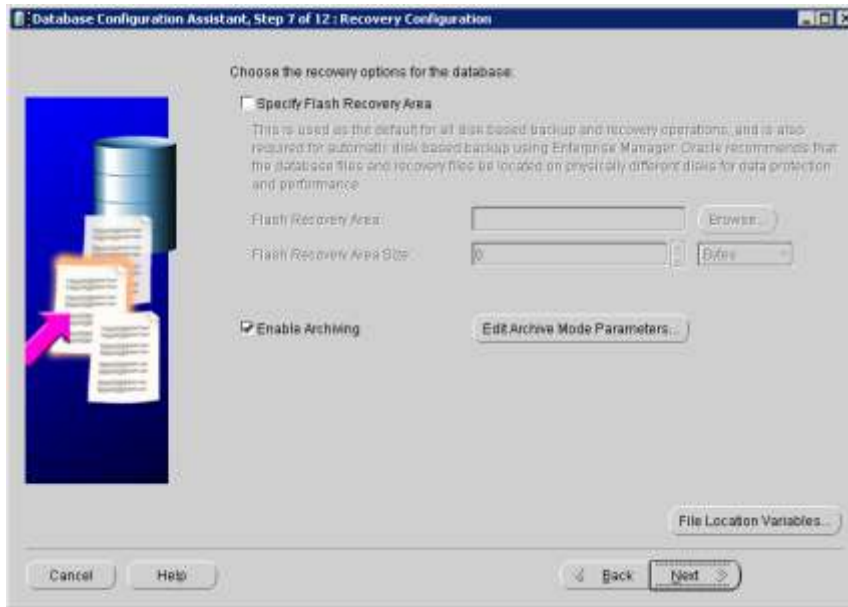 Database Configuration Assistant, Step 7 of 12 : Recovery Configuration
Choose the recovery options for the database:
Specify Flash Recovery Area
This is used as the default for all disk based backup and recovery operations, and is also
required for automatic disk based backup using Enterprise Manager. Oracle recommends that
the database files and recovery files be located on physically different disks for data protection
and performance.
Flash Recovery Area:
Browse...
Flash Recovery Area Size:
0
Bytes
Enable Archiving
Edit Archive Mode Parameters...
File Location Variables...
Cancel
Help
Back
Next